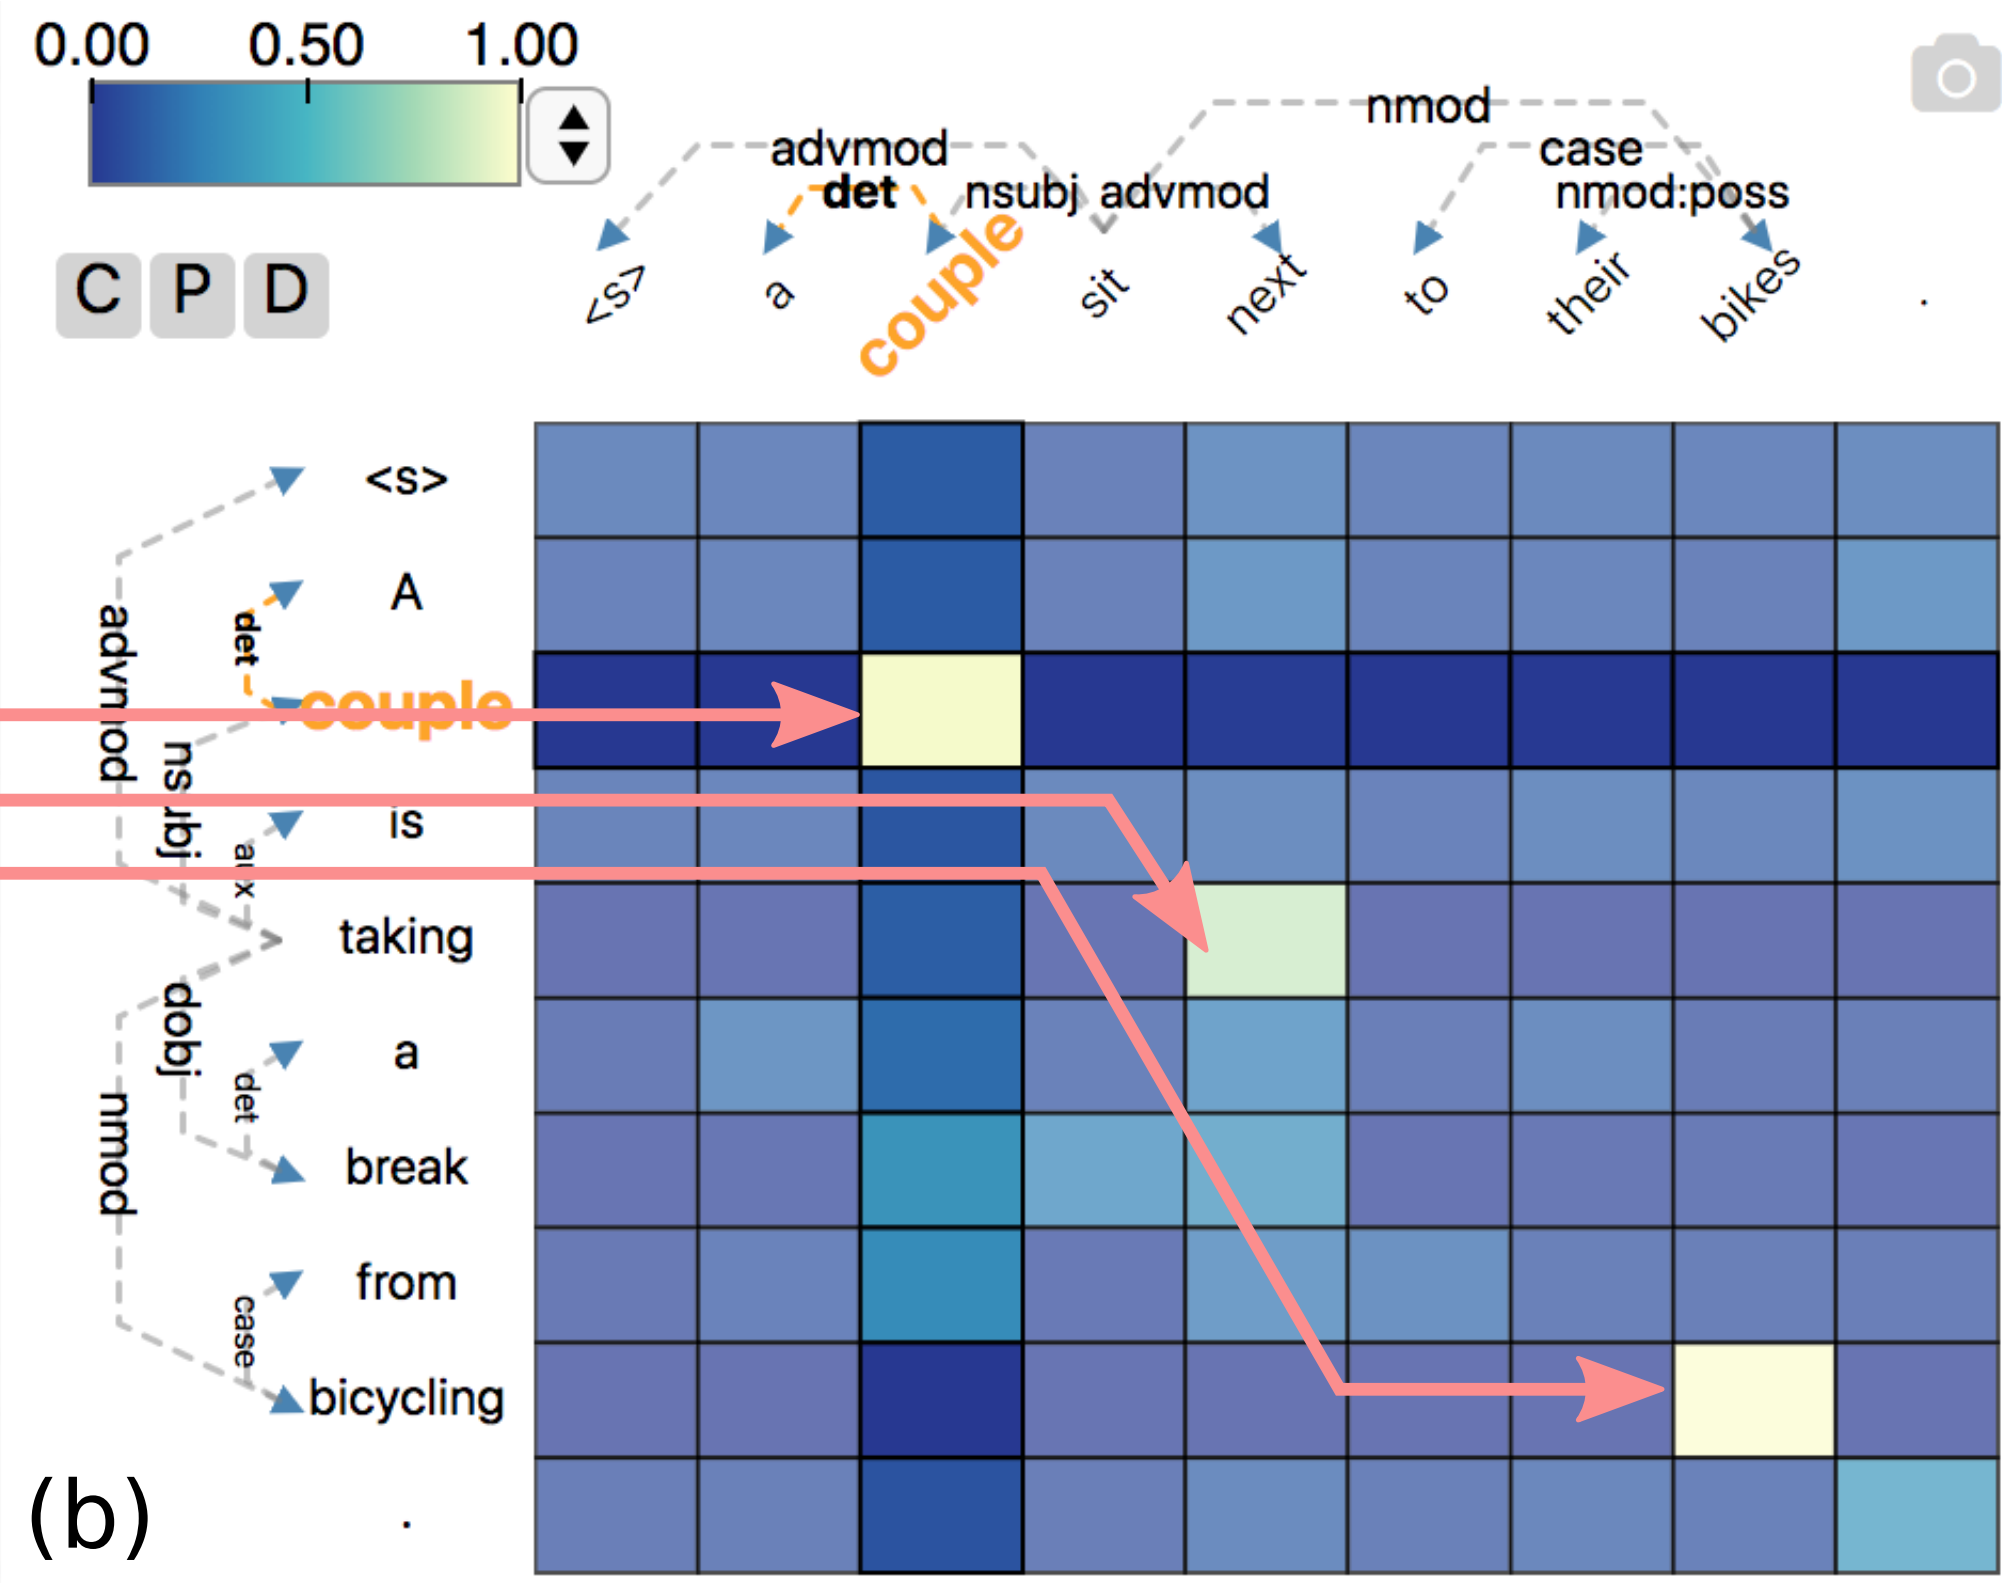 0.00 0.50 1.00
nmod
advmod case
det nsubj advmod nmod:poss
C P D
<s> a couple sit next to their bikes .
<s>
A
advmod
det
couple
nsubj
is
aux
taking
dobj
a
det
nmod
break
from
case
bicycling
(b)
.